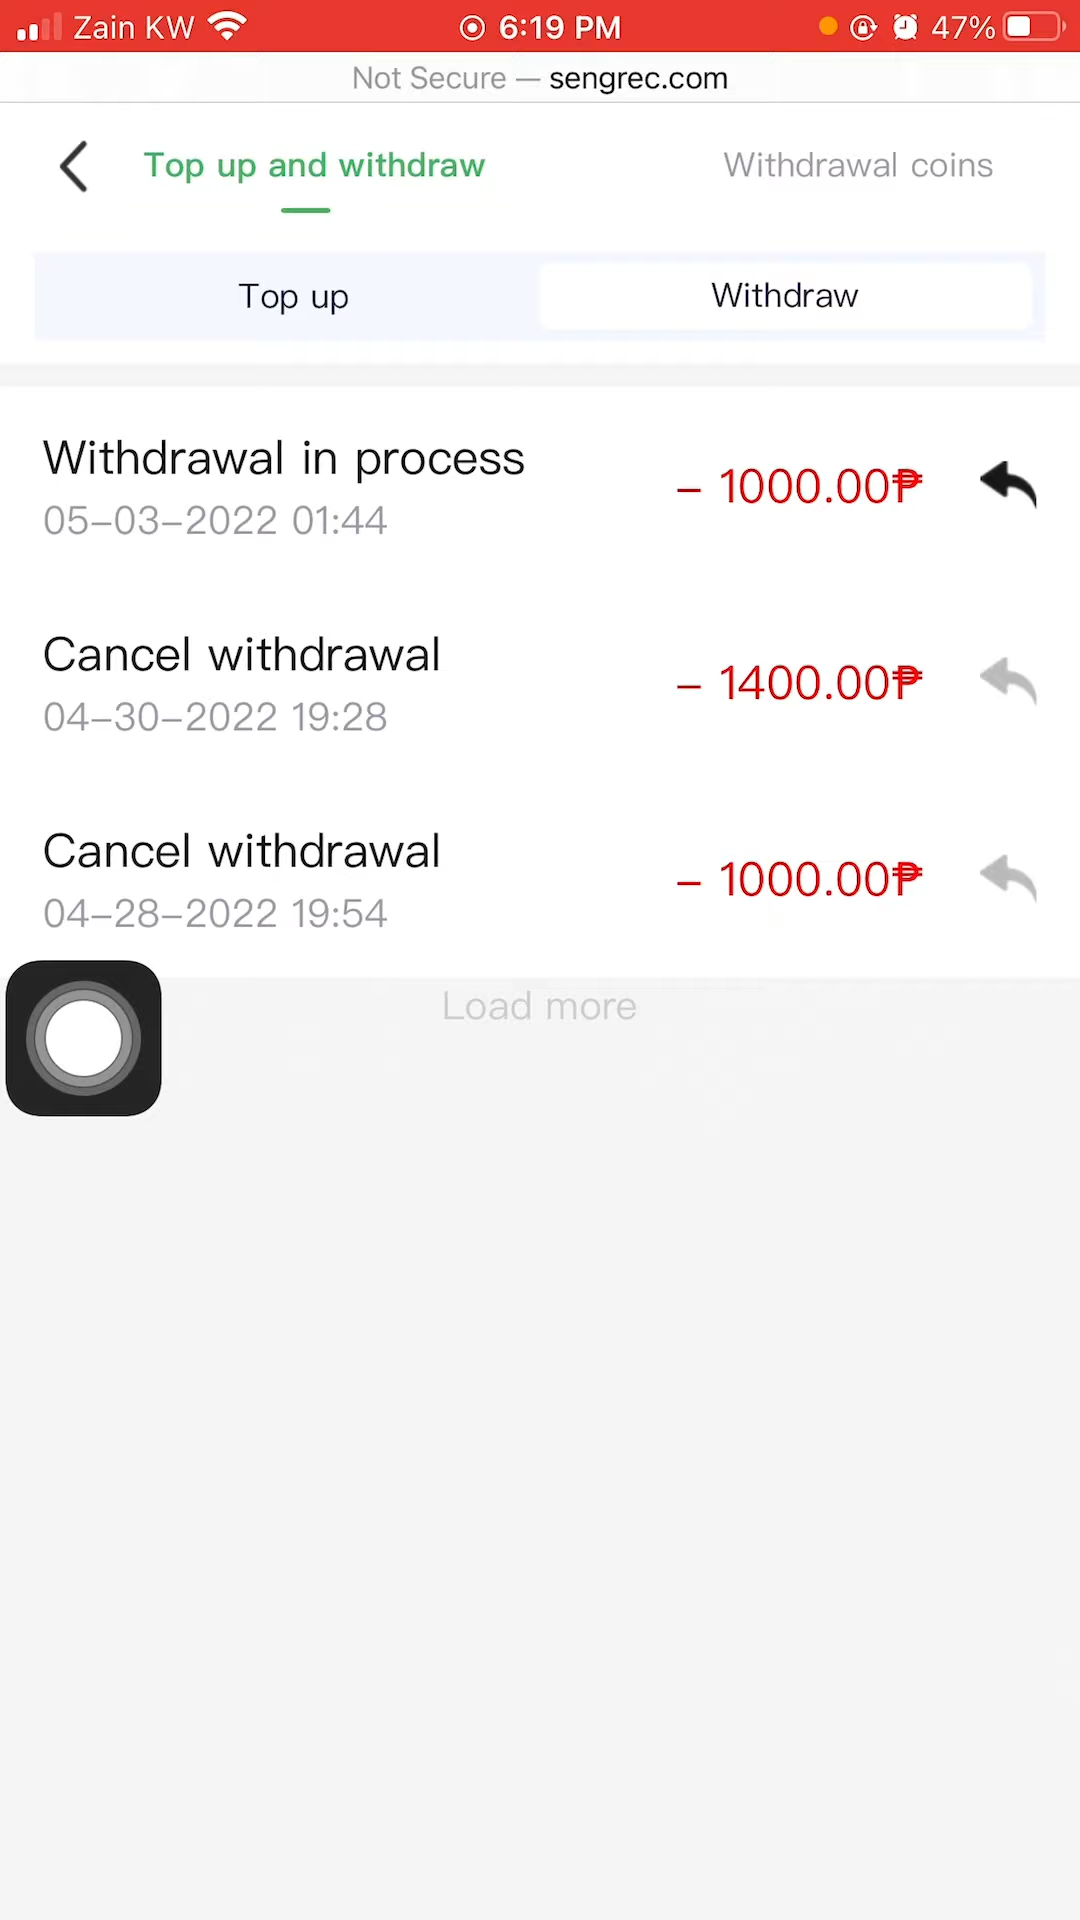 Zain KW 6:19 PM 47%
Not Secure — sengrec.com
Top up and withdraw Withdrawal coins
Top up Withdraw
Withdrawal in process
– 1000.00₱
05–03–2022 01:44
Cancel withdrawal
– 1400.00₱
04–30–2022 19:28
Cancel withdrawal
– 1000.00₱
04–28–2022 19:54
Load more